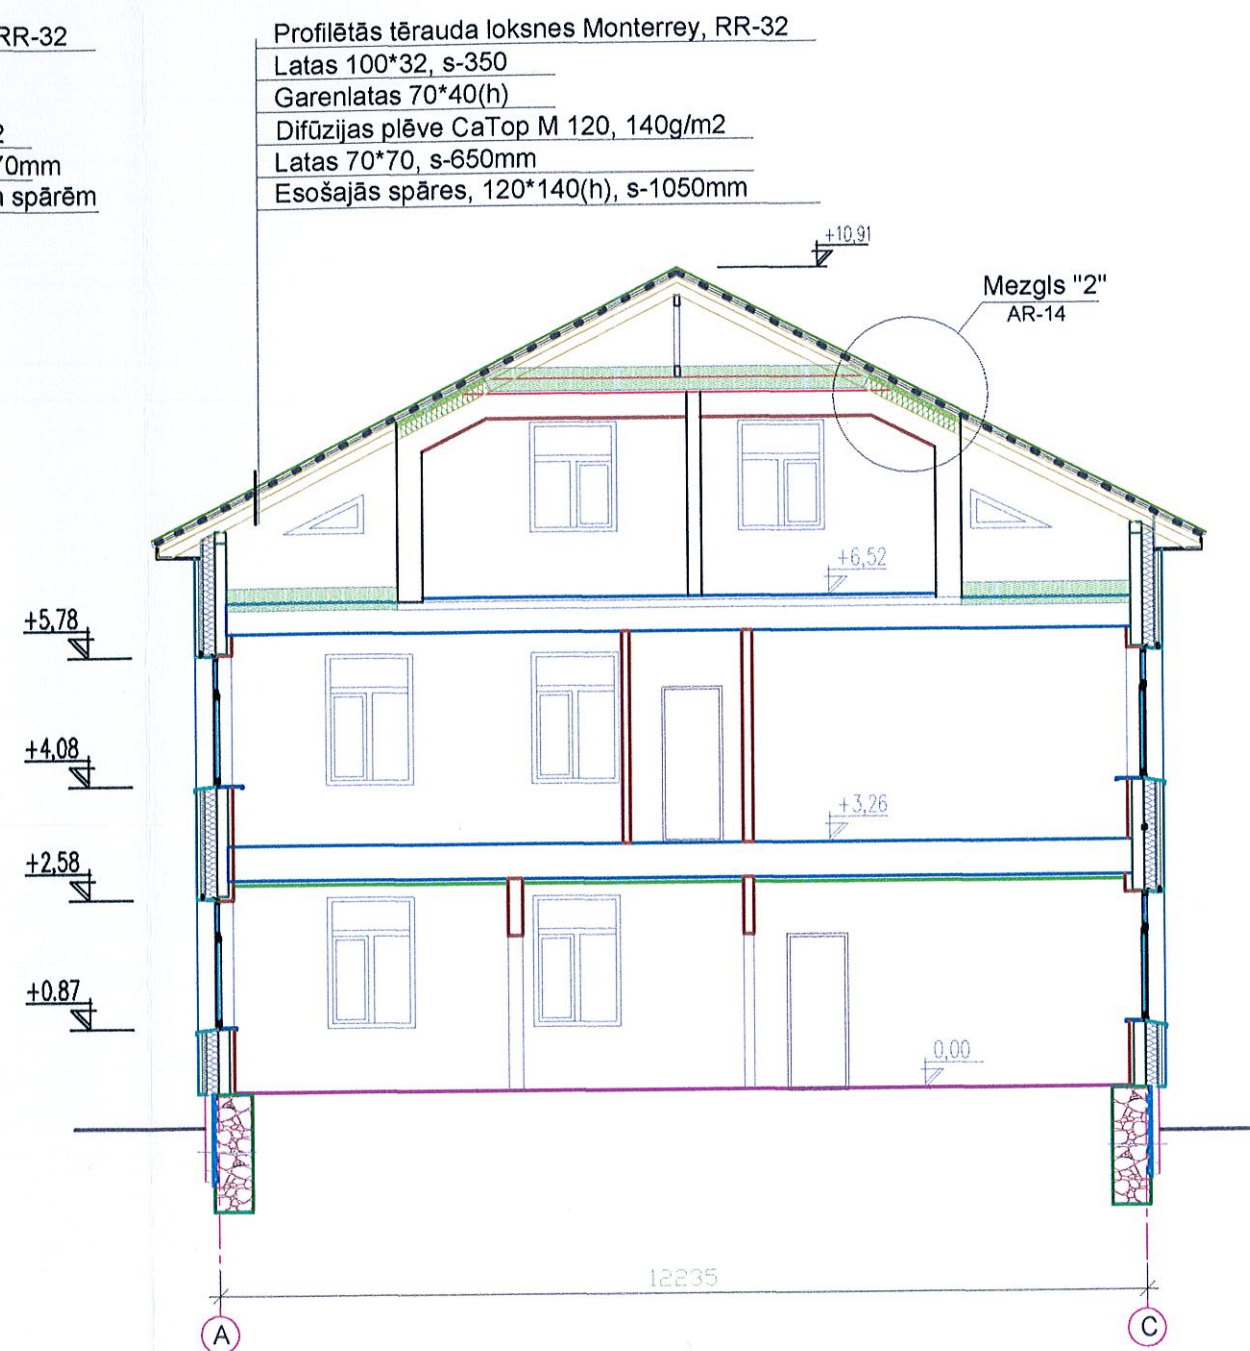 RR-32
2
70mm
n spārēm
Profilētās tērauda loksnes Monterrey, RR-32
Latas 100*32, s-350
Garenlatas 70*40(h)
Difūzijas plēve CaTop M 120, 140g/m2
Latas 70*70, s-650mm
Esošajās spāres, 120*140(h), s-1050mm
+10,91
Mezgls "2"
AR-14
+6,52
+5,78
+4,08
+3,26
+2,58
+0.87
0,00
12235
A
C